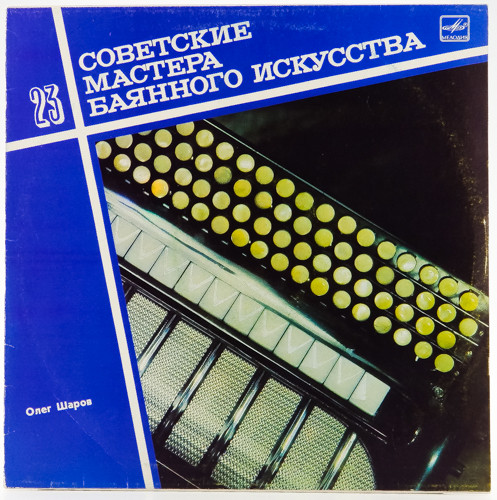 СОВЕТСКИЕ
МАСТЕРА
БАЯННОГО ИСКУССТВА
23
МЕЛОДИЯ
Олег Шаров